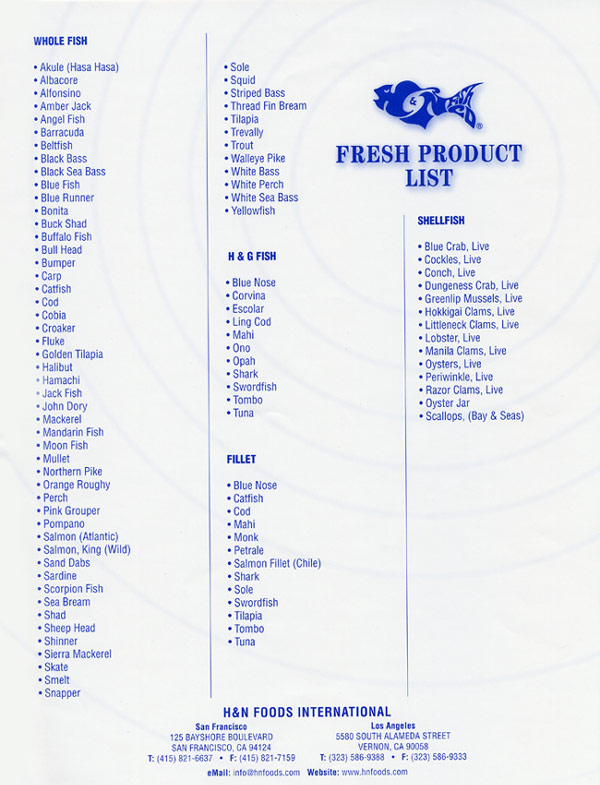 WHOLE FISH
• Akule (Hasa Hasa)
• Albacore
• Alfonsino
• Amber Jack
• Angel Fish
• Barracuda
• Beltfish
• Black Bass
• Black Sea Bass
• Blue Fish
• Blue Runner
• Bonita
• Buck Shad
• Buffalo Fish
• Bull Head
• Bumper
• Carp
• Catfish
• Cod
• Cobia
• Croaker
• Fluke
• Golden Tilapia
• Halibut
• Hamachi
• Jack Fish
• John Dory
• Mackerel
• Mandarin Fish
• Moon Fish
• Mullet
• Northern Pike
• Orange Roughy
• Perch
• Pink Grouper
• Pompano
• Salmon (Atlantic)
• Salmon, King (Wild)
• Sand Dabs
• Sardine
• Scorpion Fish
• Sea Bream
• Shad
• Sheep Head
• Shinner
• Sierra Mackerel
• Skate
• Smelt
• Snapper
• Sole
• Squid
• Striped Bass
• Thread Fin Bream
• Tilapia
• Trevally
• Trout
• Walleye Pike
• White Bass
• White Perch
• White Sea Bass
• Yellowfish
H & G FISH
• Blue Nose
• Corvina
• Escolar
• Ling Cod
• Mahi
• Ono
• Opah
• Shark
• Swordfish
• Tombo
• Tuna
FILLET
• Blue Nose
• Catfish
• Cod
• Mahi
• Monk
• Petrale
• Salmon Fillet (Chile)
• Shark
• Sole
• Swordfish
• Tilapia
• Tombo
• Tuna
H & N FISH CO ®
FRESH PRODUCT
LIST
SHELLFISH
• Blue Crab, Live
• Cockles, Live
• Conch, Live
• Dungeness Crab, Live
• Greenlip Mussels, Live
• Hokkigai Clams, Live
• Littleneck Clams, Live
• Lobster, Live
• Manila Clams, Live
• Oysters, Live
• Periwinkle, Live
• Razor Clams, Live
• Oyster Jar
• Scallops, (Bay & Seas)
H&N FOODS INTERNATIONAL
San Francisco
125 BAYSHORE BOULEVARD
SAN FRANCISCO, CA 94124
T: (415) 821-6637 • F: (415) 821-7159
Los Angeles
5580 SOUTH ALAMEDA STREET
VERNON, CA 90058
T: (323) 586-9388 • F: (323) 586-9333
eMail: info@hnfoods.com Website: www.hnfoods.com